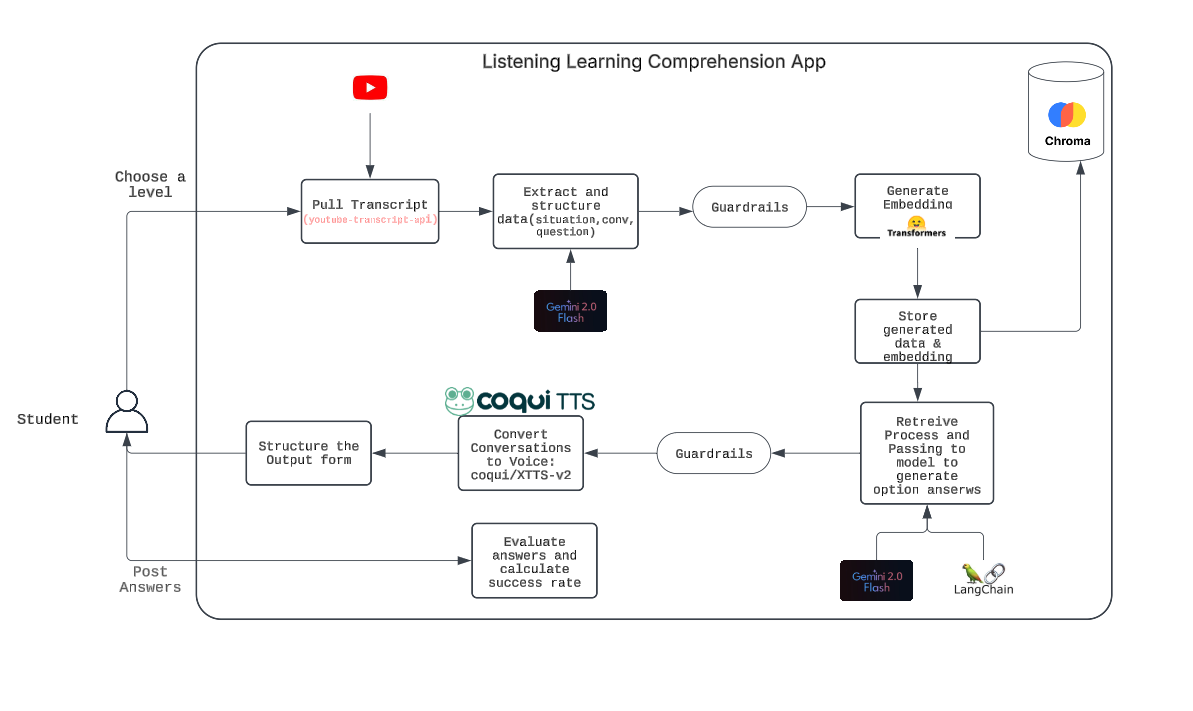 Listening Learning Comprehension App
Chroma
Choose a
level
Pull Transcript
(youtube-transcript-api)
Extract and
structure
data(situation,conv,
question)
Guardrails
Generate
Embedding
Transformers
Gemini 2.0
Flash
Store
generated
data &
embedding
Student
Structure the
Output form
coqui TTS
Convert
Conversations
to Voice:
coqui/XTTS-v2
Guardrails
Retreive
Process and
Passing to
model to
generate
option anserws
Evaluate
answers and
calculate
success rate
Post
Answers
Gemini 2.0
Flash
LangChain